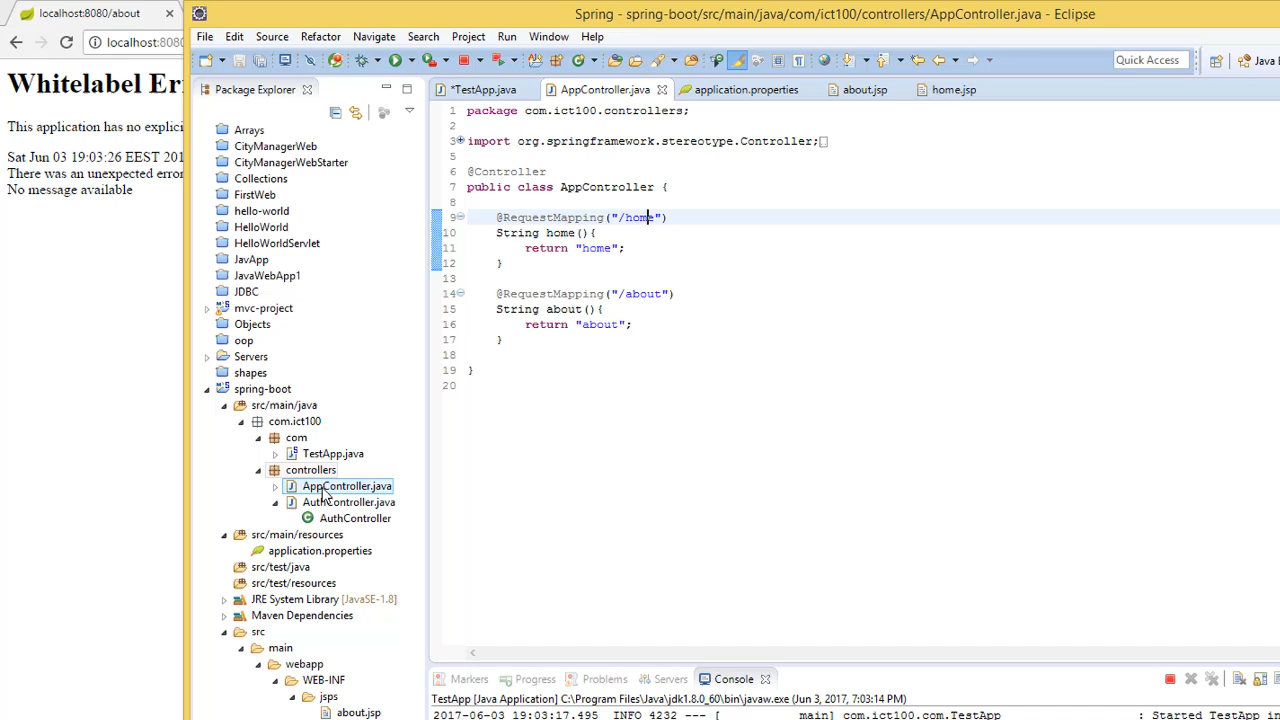 localhost:8080/about
Spring - spring-boot/src/main/java/com/ict100/controllers/AppController.java - Eclipse
File Edit Source Refactor Navigate Search Project Run Window Help
localhost:8080
Quick Access
Java
Whitelabel Er
This application has no explici
Sat Jun 03 19:03:26 EEST 201
There was an unexpected error
No message available
Package Explorer
Arrays
CityManagerWeb
CityManagerWebStarter
Collections
FirstWeb
hello-world
HelloWorld
HelloWorldServlet
JavApp
JavaWebApp1
JDBC
mvc-project
Objects
oop
Servers
shapes
spring-boot
src/main/java
com.ict100
com
TestApp.java
controllers
AppController.java
AuthController.java
AuthController
src/main/resources
application.properties
src/test/java
src/test/resources
JRE System Library [JavaSE-1.8]
Maven Dependencies
src
main
webapp
WEB-INF
jsps
about.jsp
*TestApp.java AppController.java application.properties about.jsp home.jsp
1 package com.ict100.controllers;
2
3 import org.springframework.stereotype.Controller;
5
6 @Controller
7 public class AppController {
8
9 @RequestMapping("/home")
10 String home(){
11 return "home";
12 }
13
14 @RequestMapping("/about")
15 String about(){
16 return "about";
17 }
18
19 }
20
Markers Progress Problems Servers Console
TestApp [Java Application] C:\Program Files\Java\jdk1.8.0_60\bin\javaw.exe (Jun 3, 2017, 7:03:14 PM)
2017-06-03 19:03:17.495 INFO 4232 --- [ main] com.ict100.com.TestApp : Started TestApp i